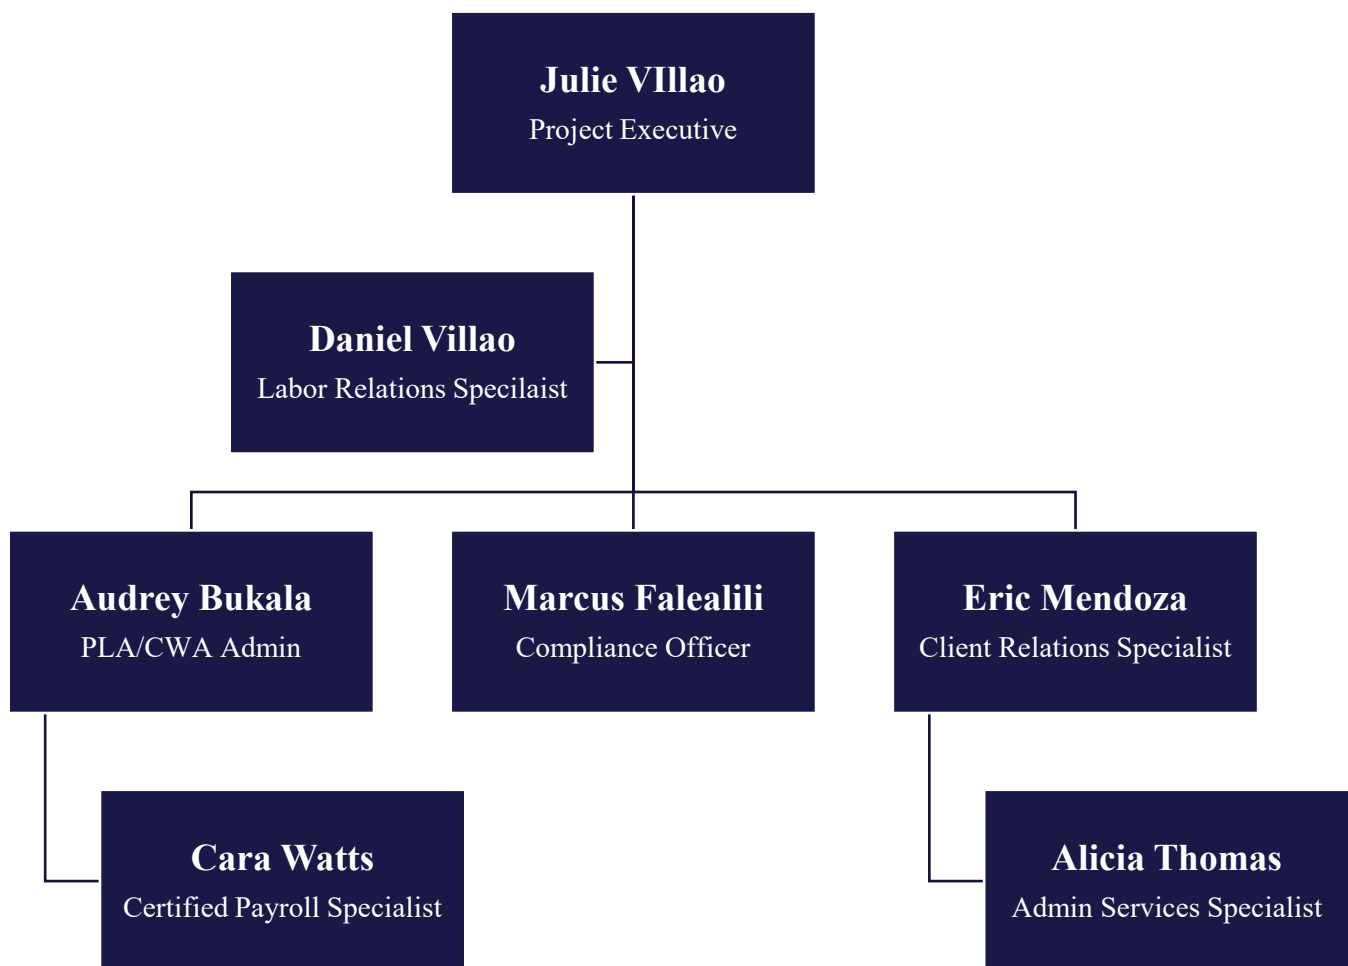 Julie VIllao
Project Executive
Daniel Villao
Labor Relations Specilaist
Audrey Bukala
PLA/CWA Admin
Marcus Falealili
Compliance Officer
Eric Mendoza
Client Relations Specialist
Cara Watts
Certified Payroll Specialist
Alicia Thomas
Admin Services Specialist